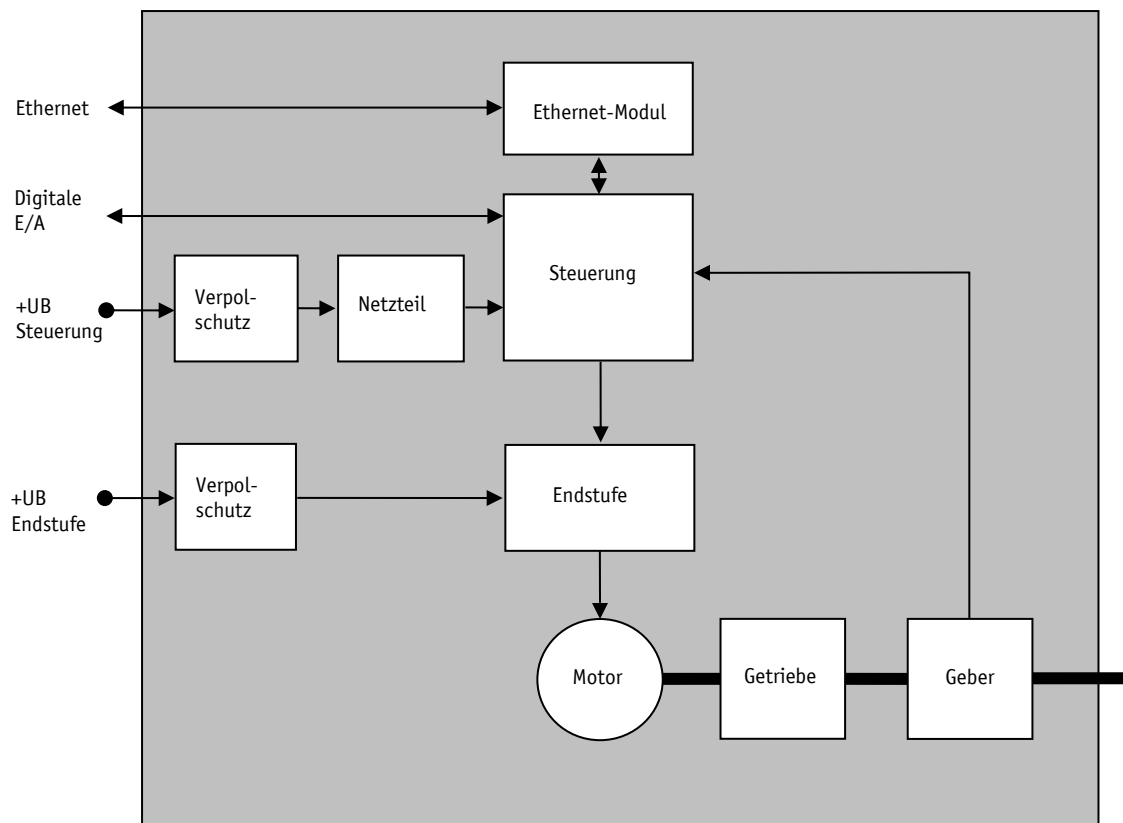 Ethernet
Ethernet-Modul
Digitale
E/A
Steuerung
+UB
Steuerung
Verpol-
schutz
Netzteil
+UB
Endstufe
Verpol-
schutz
Endstufe
Motor
Getriebe
Geber